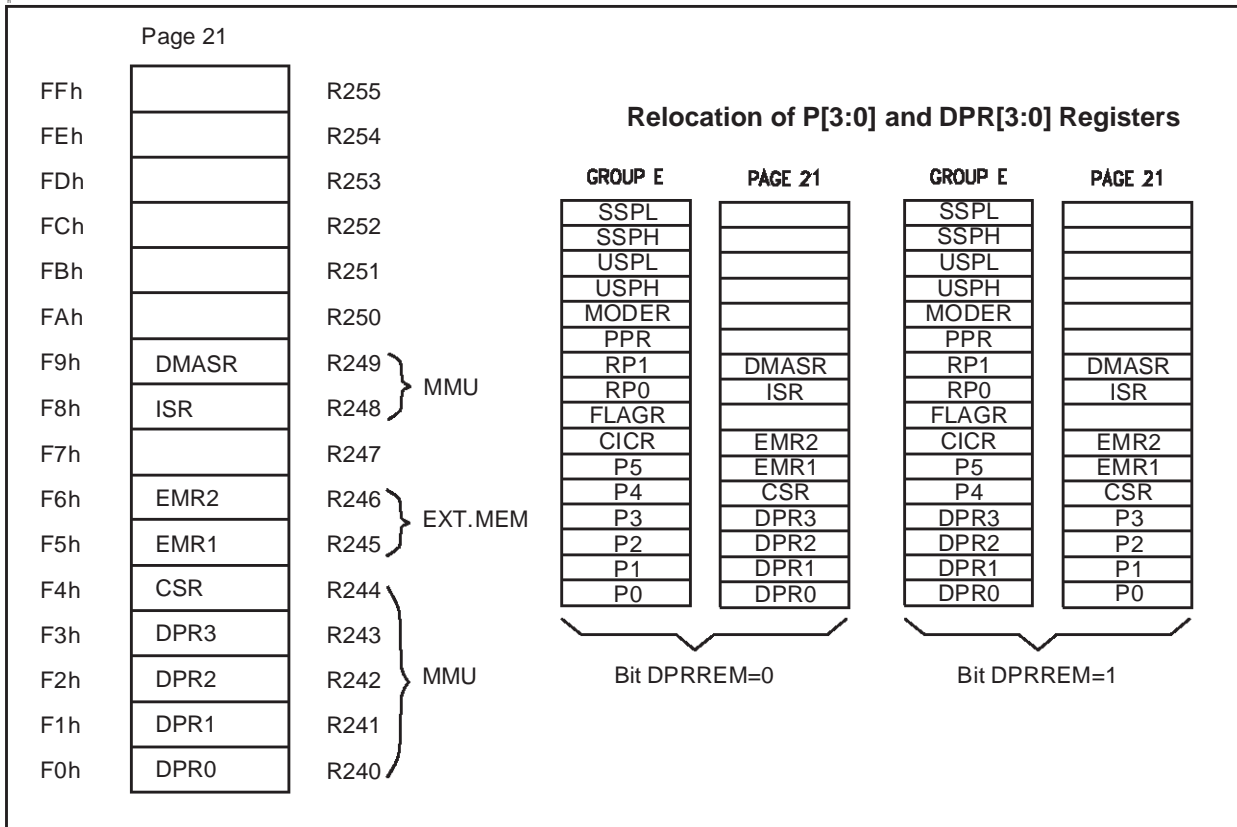 Page 21
FFh R255
FEh R254
FDh R253
FCh R252
FBh R251
FAh R250
F9h DMASR R249
MMU
F8h ISR R248
F7h R247
F6h EMR2 R246
EXT.MEM
F5h EMR1 R245
F4h CSR R244
F3h DPR3 R243
F2h DPR2 R242 MMU
F1h DPR1 R241
F0h DPR0 R240
Relocation of P[3:0] and DPR[3:0] Registers
GROUP E PAGE 21 GROUP E PAGE 21
SSPL SSPL
SSPH SSPH
USPL USPL
USPH USPH
MODER MODER
PPR PPR
RP1 DMASR RP1 DMASR
RP0 ISR RP0 ISR
FLAGR FLAGR
CICR EMR2 CICR EMR2
P5 EMR1 P5 EMR1
P4 CSR P4 CSR
P3 DPR3 DPR3 P3
P2 DPR2 DPR2 P2
P1 DPR1 DPR1 P1
P0 DPR0 DPR0 P0
Bit DPRREM=0 Bit DPRREM=1